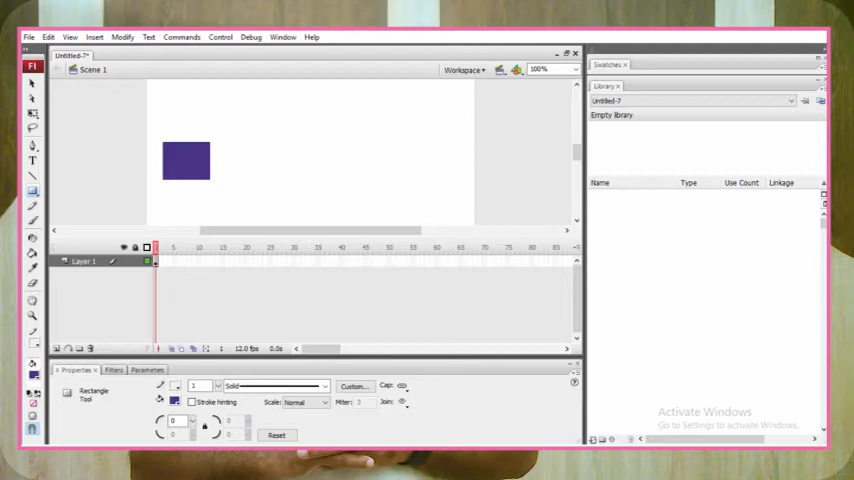 File Edit View Insert Modify Text Commands Control Debug Window Help
Untitled-7*
Fl
Scene 1
Workspace
100%
Swatches x
Library x
Untitled-7
Empty library
Name Type Use Count Linkage
T
5 10 15 20 25 30 35 40 45 50 55 60 65 70 75 80 85
Layer 1
1 12.0 fps 0.0s
Properties x Filters Parameters
Rectangle
Tool
1 Solid Custom... Cap:
Stroke hinting Scale: Normal Miter: 3 Join:
0 0
0 0
Reset
Activate Windows
Go to Settings to activate Windows.